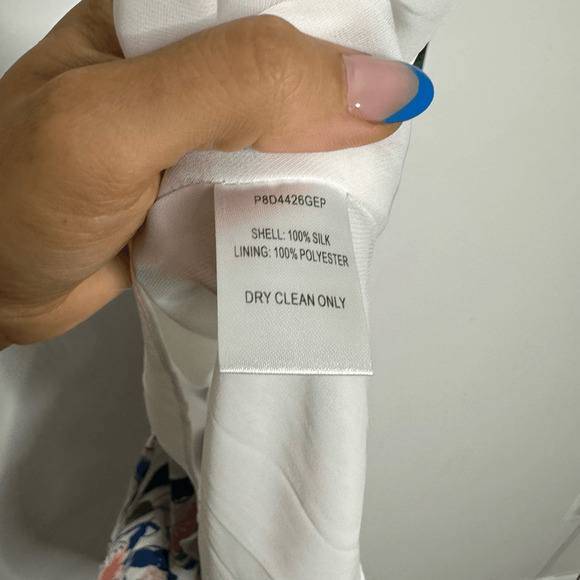 P8D4426GEP
SHELL: 100% SILK
LINING: 100% POLYESTER
DRY CLEAN ONLY